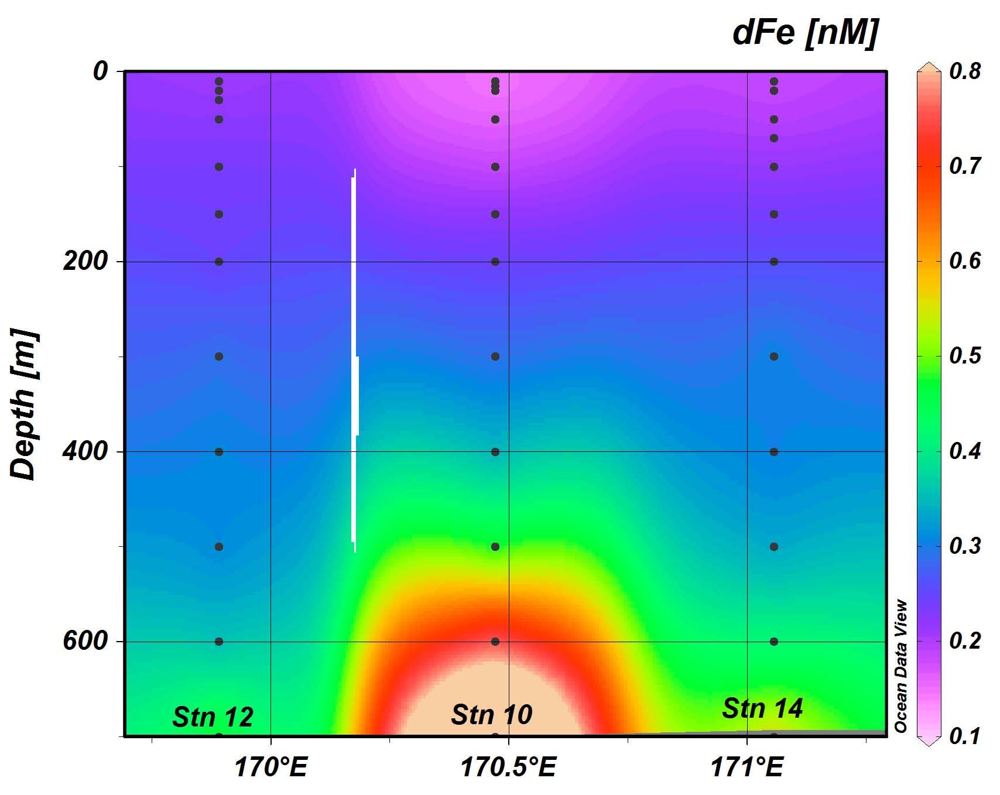 dFe [nM]
0
200
400
600
Depth [m]
Stn 12
Stn 10
Stn 14
170°E
170.5°E
171°E
Ocean Data View
0.8
0.7
0.6
0.5
0.4
0.3
0.2
0.1